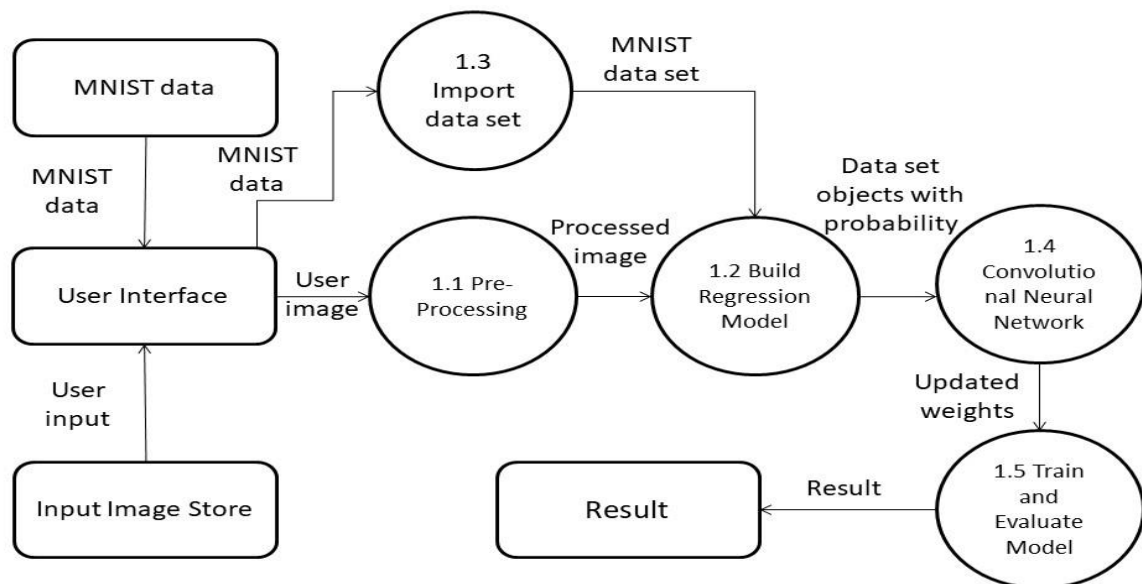 MNIST data
MNIST
data
User Interface
User
input
Input Image Store
MNIST
data
1.3
Import
data set
MNIST
data set
User
image
1.1 Pre-
Processing
Processed
image
1.2 Build
Regression
Model
Data set
objects with
probability
1.4
Convolutio
nal Neural
Network
Updated
weights
1.5 Train
and
Evaluate
Model
Result
Result